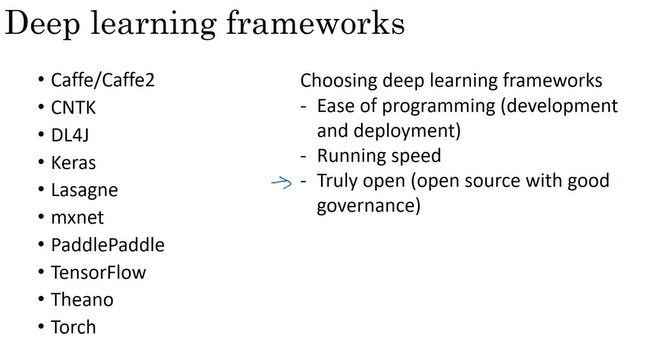 Deep learning frameworks
• Caffe/Caffe2
• CNTK
• DL4J
• Keras
• Lasagne
• mxnet
• PaddlePaddle
• TensorFlow
• Theano
• Torch
Choosing deep learning frameworks
- Ease of programming (development
and deployment)
- Running speed
- Truly open (open source with good
governance)